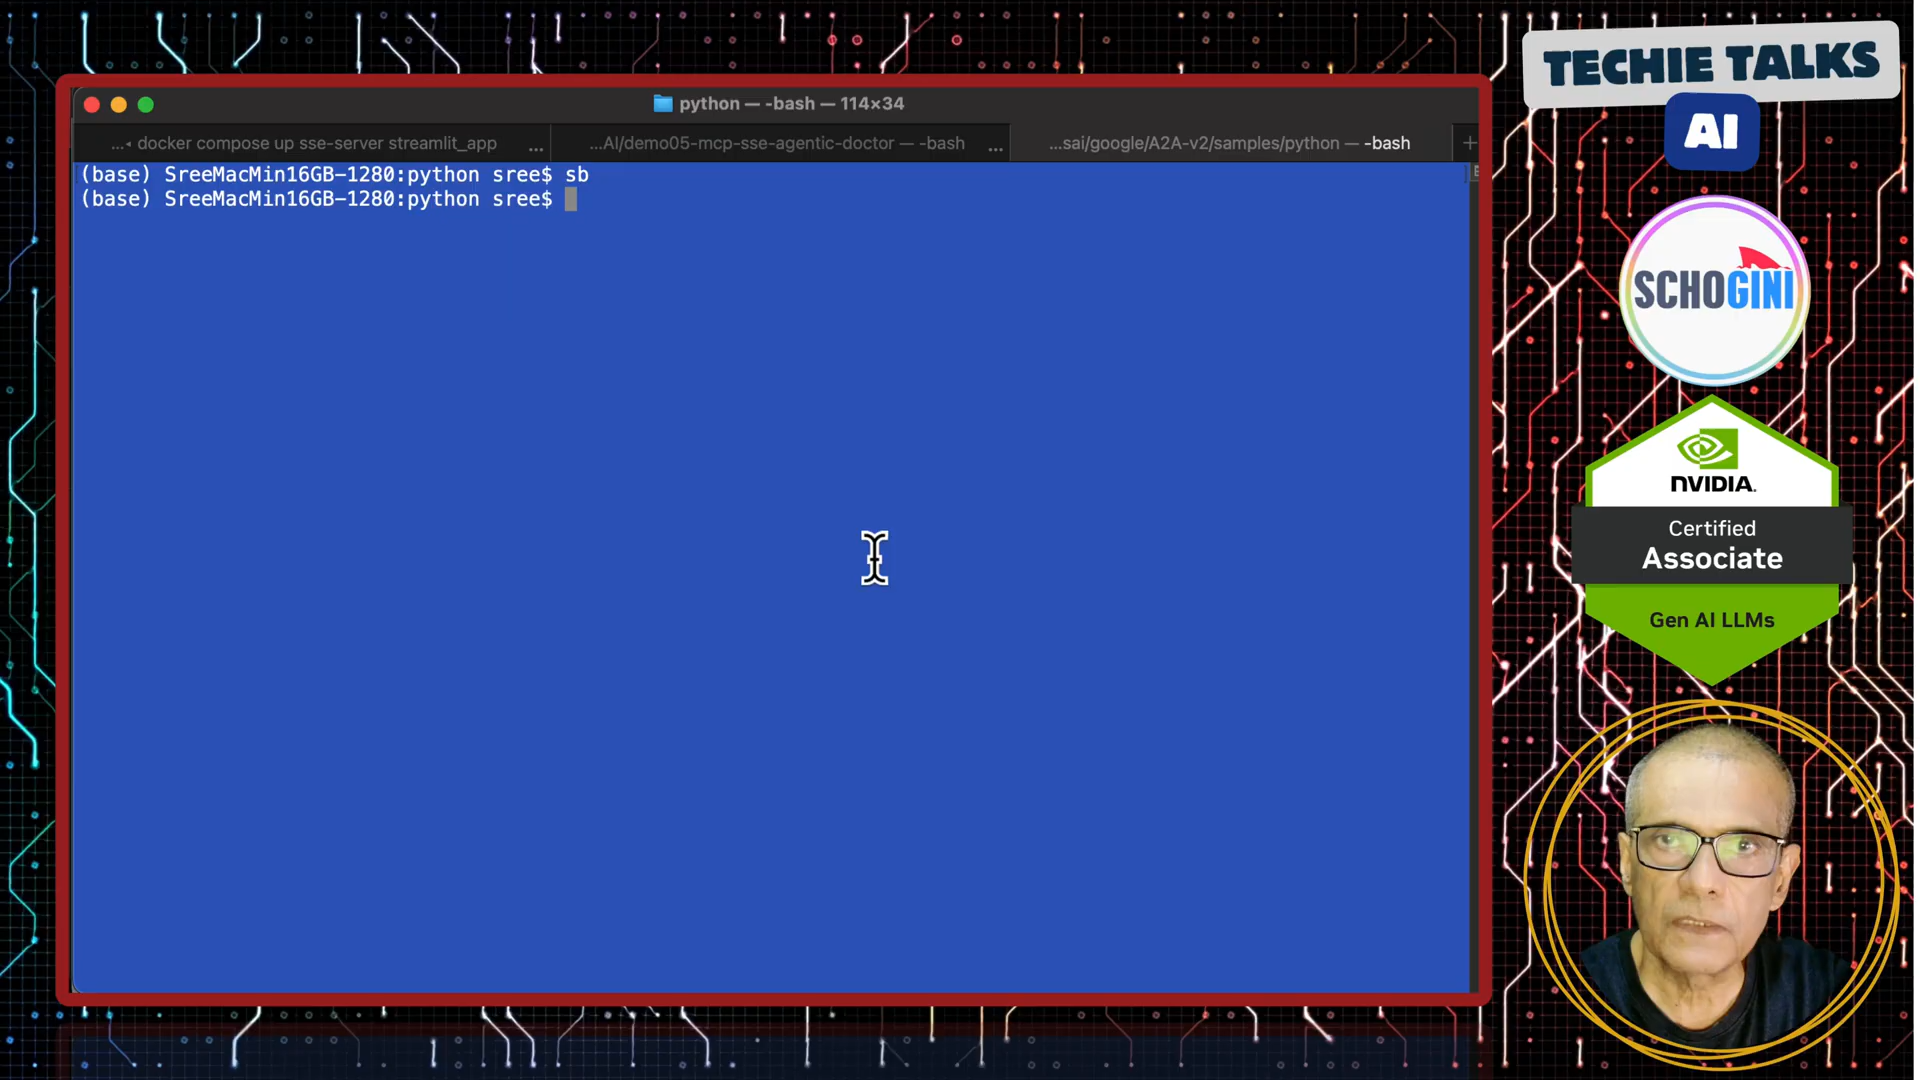 python — -bash — 114×34
...◂ docker compose up sse-server streamlit_app ...
...AI/demo05-mcp-sse-agentic-doctor — -bash ...
...sai/google/A2A-v2/samples/python — -bash
+
(base) SreeMacMin16GB-1280:python sree$ sb
(base) SreeMacMin16GB-1280:python sree$
TECHIE TALKS
AI
SCHOGINI
NVIDIA.
Certified
Associate
Gen AI LLMs